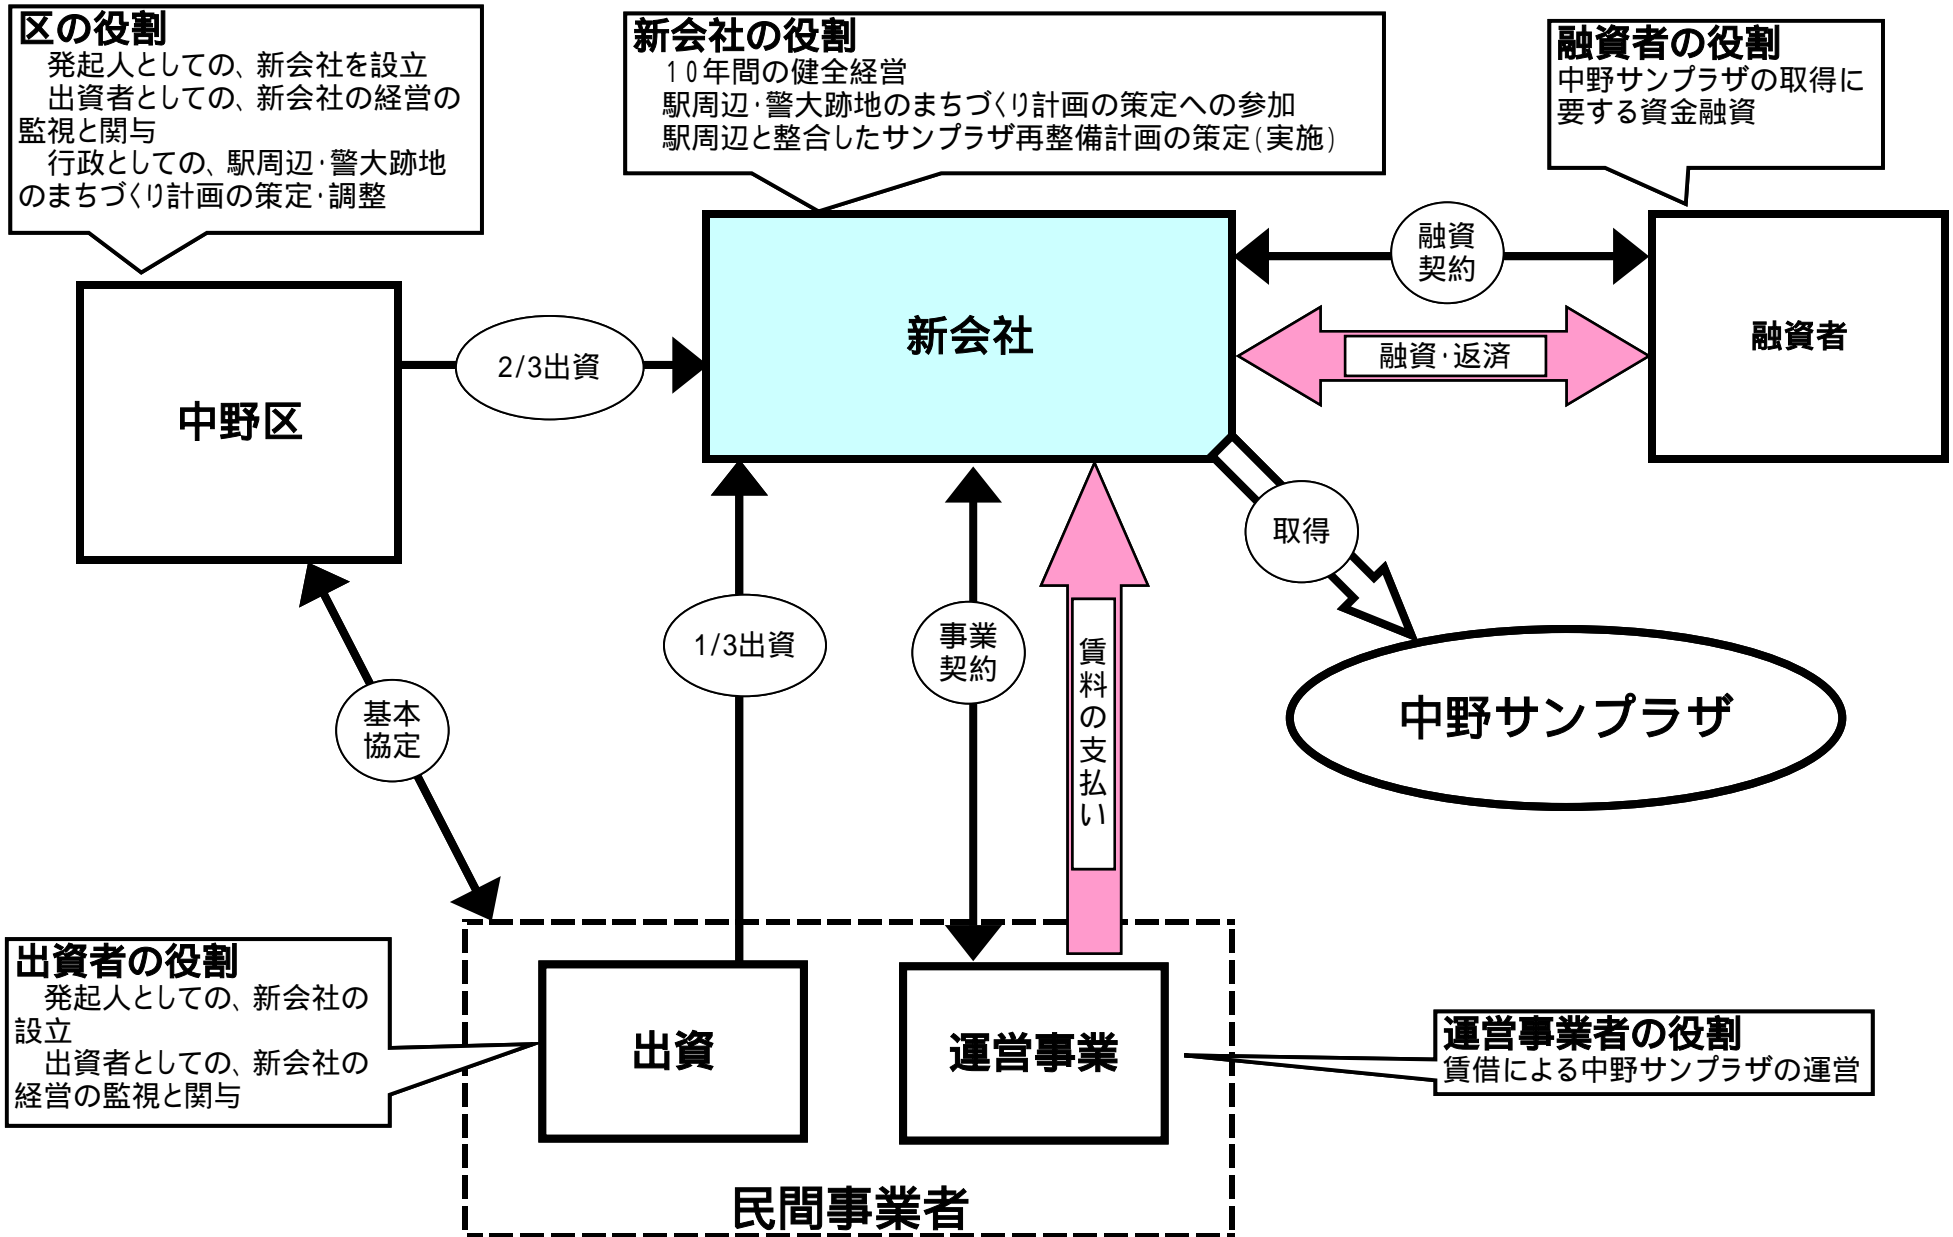 区の役割
発起人としての、新会社を設立
出資者としての、新会社の経営の
監視と関与
行政としての、駅周辺・警大跡地
のまちづくり計画の策定・調整
新会社の役割
10年間の健全経営
駅周辺・警大跡地のまちづくり計画の策定への参加
駅周辺と整合したサンプラザ再整備計画の策定(実施)
融資者の役割
中野サンプラザの取得に
要する資金融資
中野区
2/3出資
新会社
融資
契約
融資・返済
融資者
取得
中野サンプラザ
基本
協定
1/3出資
事業
契約
賃料の支払い
出資者の役割
発起人としての、新会社の
設立
出資者としての、新会社の
経営の監視と関与
出資
運営事業
民間事業者
運営事業者の役割
賃借による中野サンプラザの運営